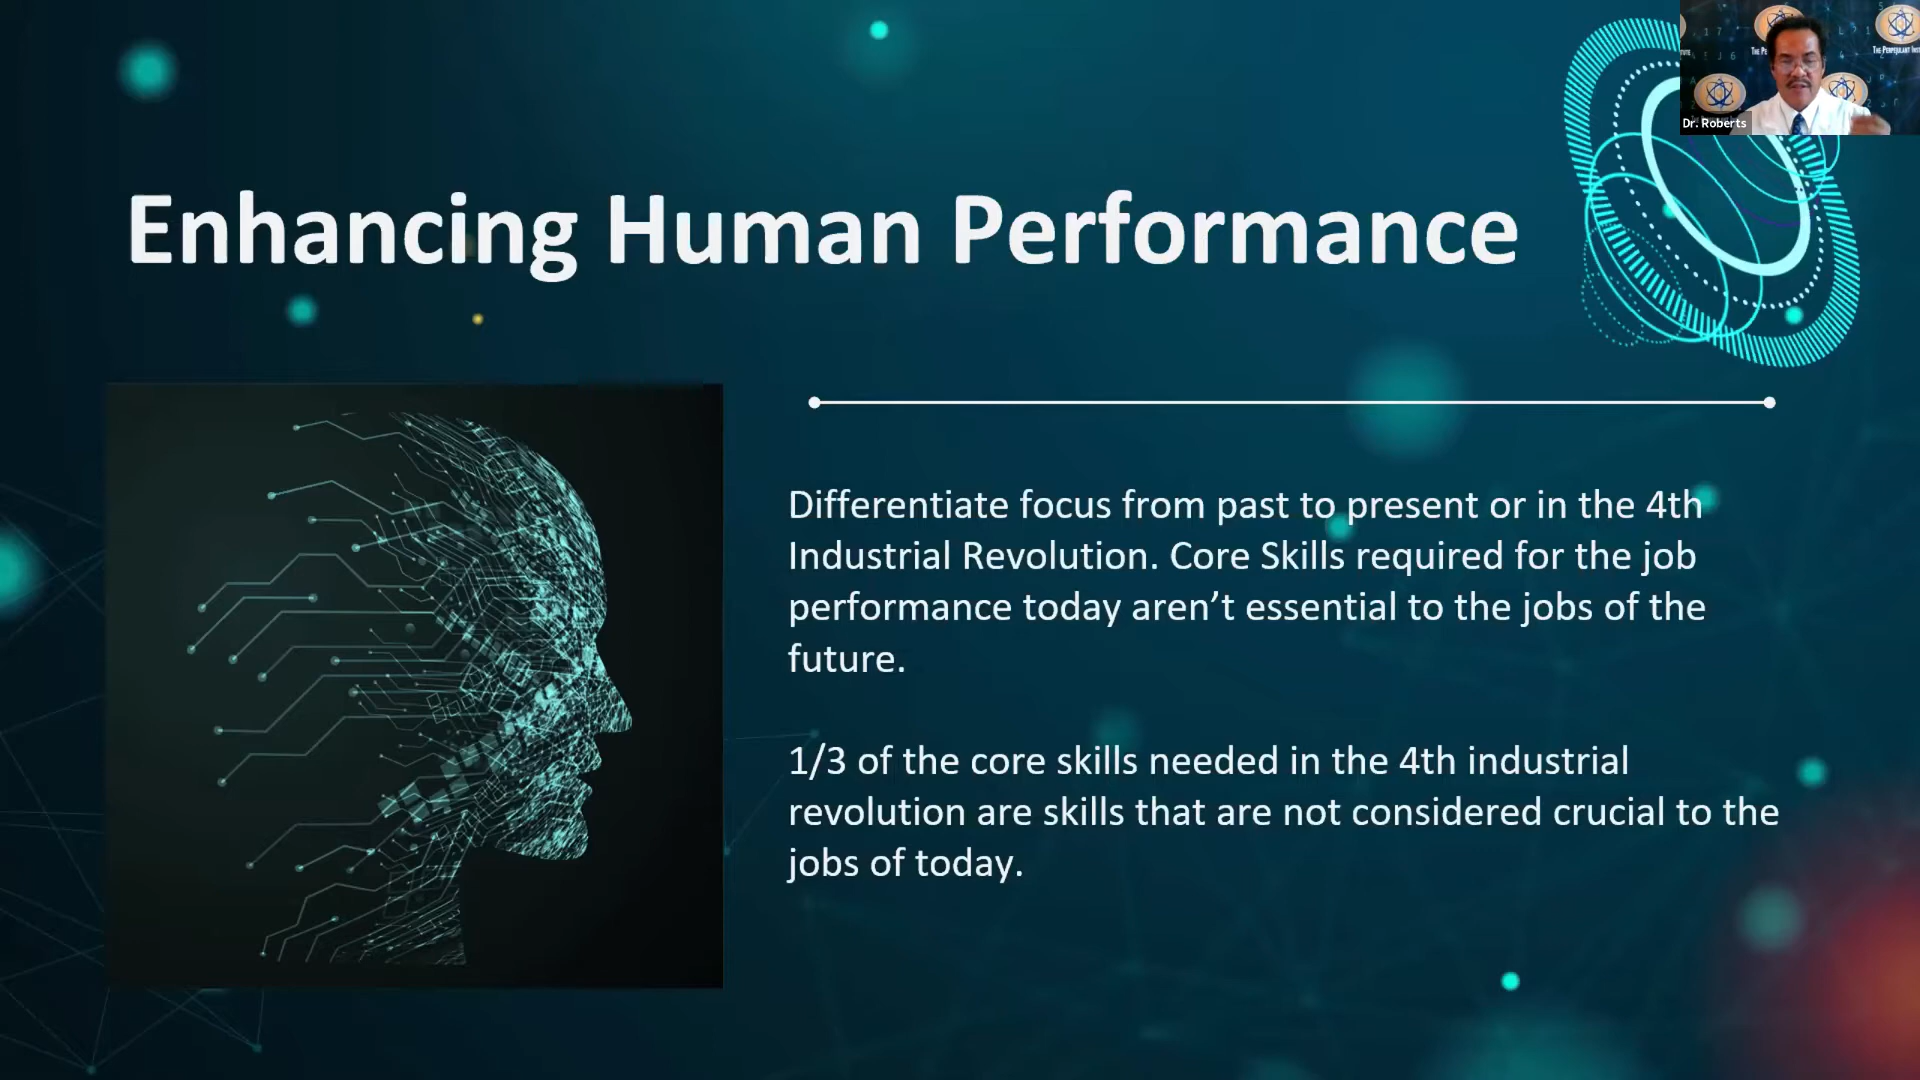 Enhancing Human Performance
Dr. Roberts
Differentiate focus from past to present or in the 4th
Industrial Revolution. Core Skills required for the job
performance today aren’t essential to the jobs of the
future.
1/3 of the core skills needed in the 4th industrial
revolution are skills that are not considered crucial to the
jobs of today.